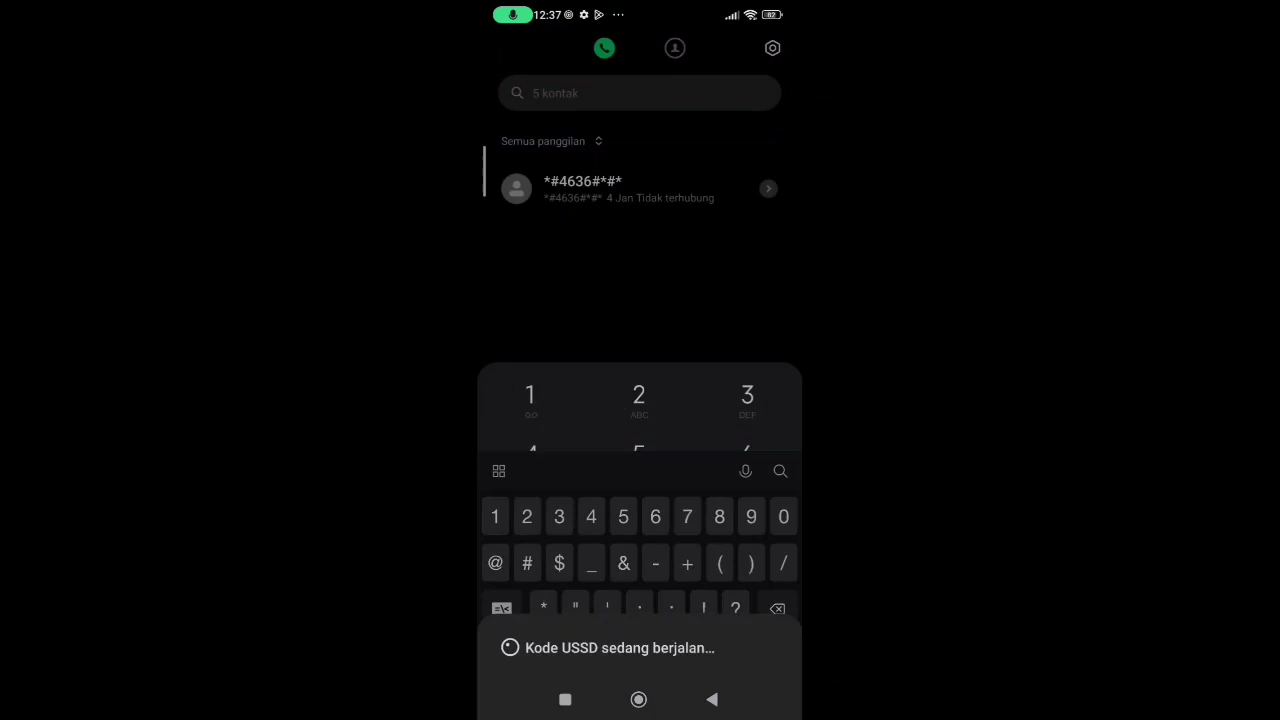 12:37 82
5 kontak
Semua panggilan
*#4636#*#*
*#4636#*#* 4 Jan Tidak terhubung
1 2 3
ABC DEF
1 2 3 4 5 6 7 8 9 0
@ # $ _ & - + ( ) /
=\< * " ' : ; ! ?
Kode USSD sedang berjalan...